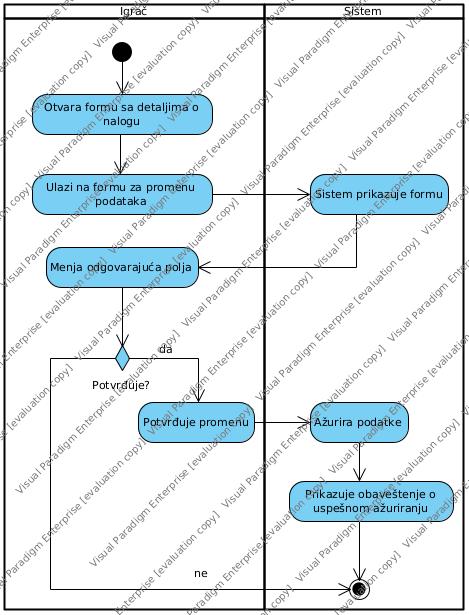 Igrač
Sistem
Otvara formu sa detaljima o
nalogu
Ulazi na formu za promenu
podataka
Sistem prikazuje formu
Menja odgovarajuća polja
da
Potvrđuje?
Potvrđuje promenu
Ažurira podatke
Prikazuje obaveštenje o
uspešnom ažuriranju
ne
Visual Paradigm Enterprise [evaluation copy]